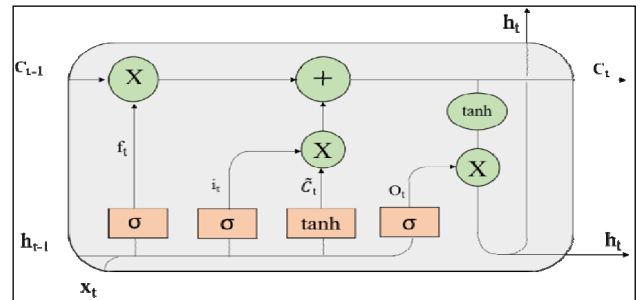 h_t
C_{t-1}
X
+
C_t
tanh
f_t
X
i_t
C̃_t
O_t
X
σ
σ
tanh
σ
h_{t-1}
h_t
x_t